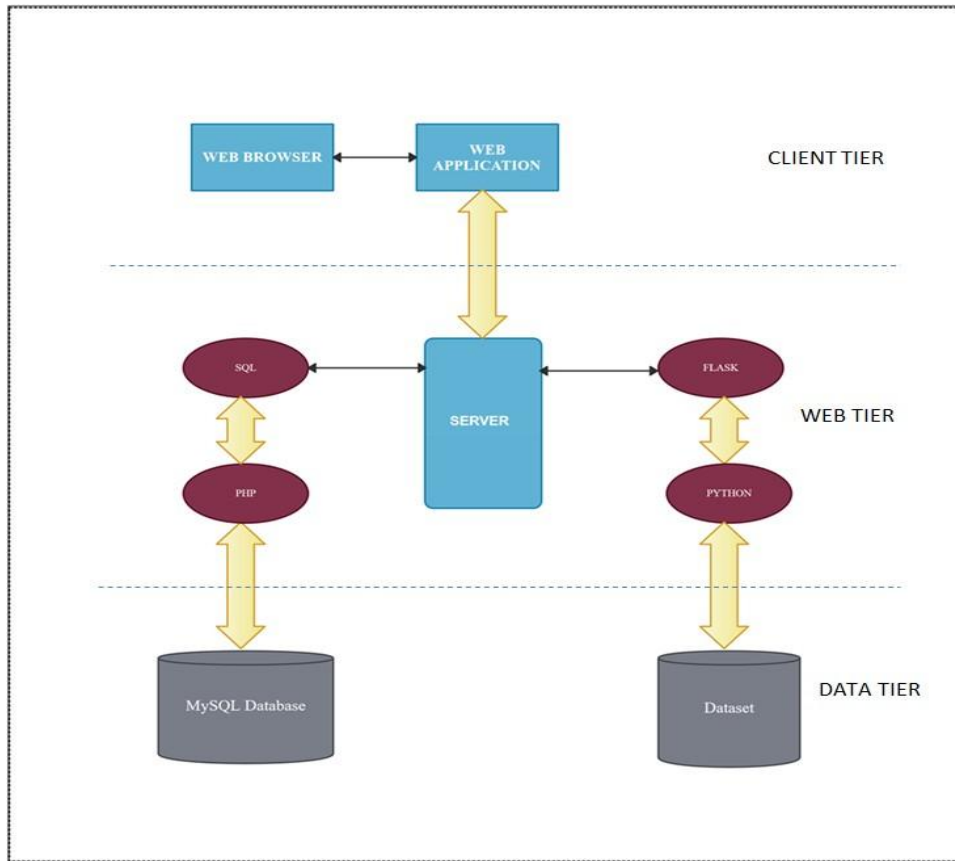 WEB BROWSER
WEB
APPLICATION
CLIENT TIER
SQL
SERVER
FLASK
WEB TIER
PHP
PYTHON
MySQL Database
Dataset
DATA TIER